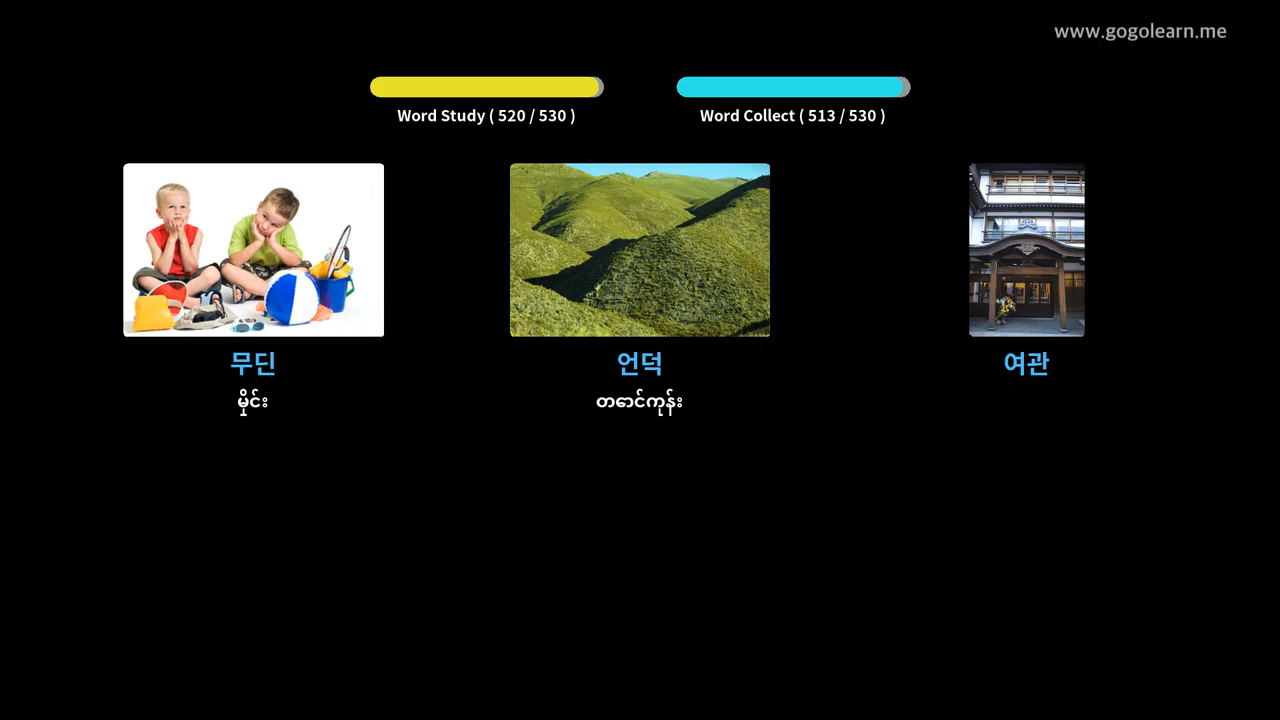 www.gogolearn.me
Word Study ( 520 / 530 )
Word Collect ( 513 / 530 )
무딘
언덕
여관
မှိုင်း
တောင်ကုန်း